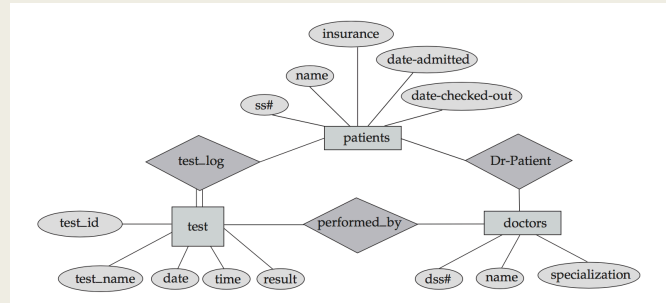 insurance
date-admitted
name
date-checked-out
ss#
patients
test_log
Dr-Patient
test_id
test
performed_by
doctors
test_name
date
time
result
dss#
name
specialization